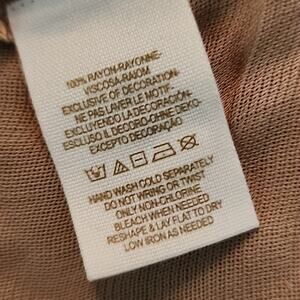 100% RAYON-RAYONNE-
VISCOSA-RAIOM
EXCLUSIVE OF DECORATION-
NE PAS LAVER LE MOTIF-
EXCLUYENDO LA DECORACION-
ESCLUSO IL DECORO-OHNE DEKO-
EXCEPTO DECORAÇÃO
HAND WASH COLD SEPARATELY
DO NOT WRING OR TWIST
ONLY NON-CHLORINE
BLEACH WHEN NEEDED
RESHAPE & LAY FLAT TO DRY
LOW IRON AS NEEDED